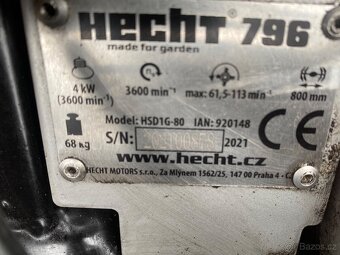 HECHT® 796
made for garden
4 kW
(3600 min⁻¹)
3600 min⁻¹
max: 61,5-113 min⁻¹
800 mm
68 kg
Model: HSD1G-80 IAN: 920148
S/N:
2021
CE
www.hecht.cz
HECHT MOTORS s.r.o., Za Mlýnem 1562/25, 147 00 Praha 4 - CZ